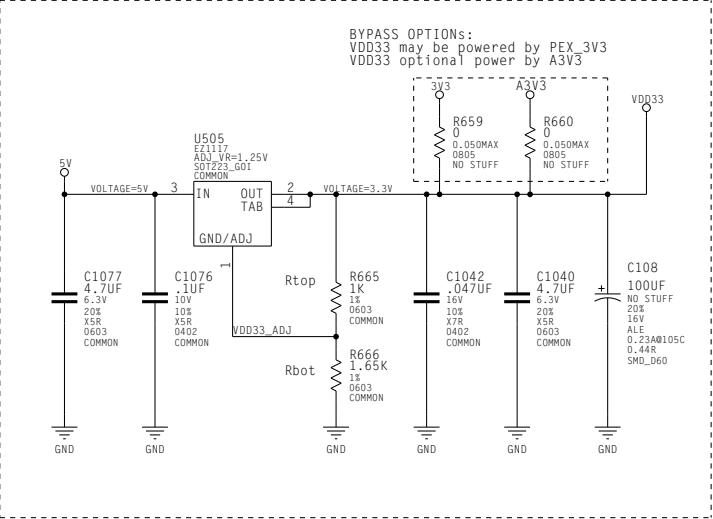 BYPASS OPTIONs:
VDD33 may be powered by PEX_3V3
VDD33 optional power by A3V3
3V3
A3V3
VDD33
R659
0
0.050MAX
0805
NO STUFF
R660
0
0.050MAX
0805
NO STUFF
U505
EZ1117
ADJ_VR=1.25V
SOT223_GOI
COMMON
5V
VOLTAGE=5V
3
IN
OUT
TAB
GND/ADJ
2
4
1
VOLTAGE=3.3V
C1077
4.7UF
6.3V
20%
X5R
0603
COMMON
C1076
.1UF
10V
10%
X5R
0402
COMMON
VDD33_ADJ
Rtop
R665
1K
1%
0603
COMMON
Rbot
R666
1.65K
1%
0603
COMMON
C1042
.047UF
16V
10%
X7R
0402
COMMON
C1040
4.7UF
6.3V
20%
X5R
0603
COMMON
+
C108
100UF
NO STUFF
20%
16V
ALE
0.23A@105C
0.44R
SMD_D60
GND
GND
GND
GND
GND
GND